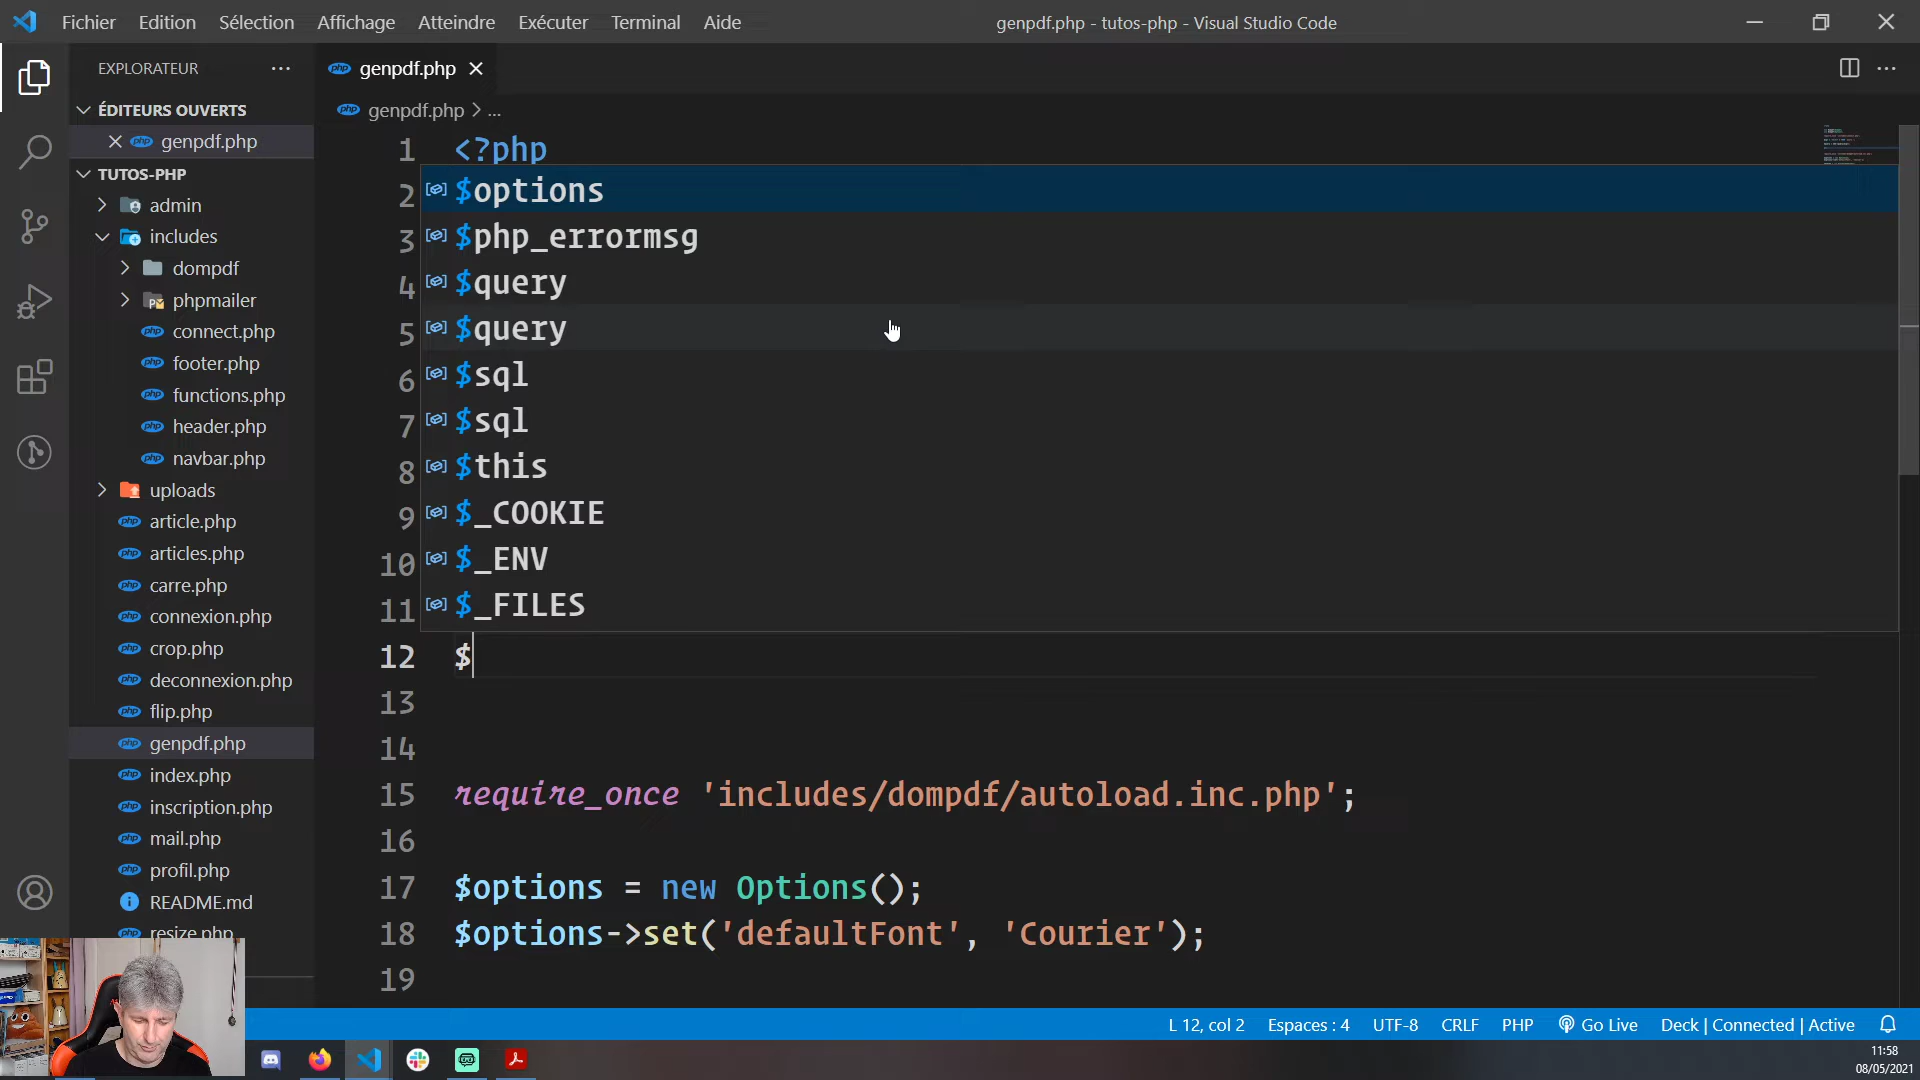 Fichier Edition Sélection Affichage Atteindre Exécuter Terminal Aide
genpdf.php - tutos-php - Visual Studio Code
EXPLORATEUR
ÉDITEURS OUVERTS
genpdf.php
TUTOS-PHP
admin
includes
dompdf
phpmailer
connect.php
footer.php
functions.php
header.php
navbar.php
uploads
article.php
articles.php
carre.php
connexion.php
crop.php
deconnexion.php
flip.php
genpdf.php
index.php
inscription.php
mail.php
profil.php
README.md
resize.php
genpdf.php
genpdf.php > ...
1 <?php
2
3
4
5
6
7
8
9
10
11
$options
$php_errormsg
$query
$query
$sql
$sql
$this
$_COOKIE
$_ENV
$_FILES
12 $
13
14
15 require_once 'includes/dompdf/autoload.inc.php';
16
17 $options = new Options();
18 $options->set('defaultFont', 'Courier');
19
L 12, col 2 Espaces : 4 UTF-8 CRLF PHP Go Live Deck | Connected | Active
11:58
08/05/2021